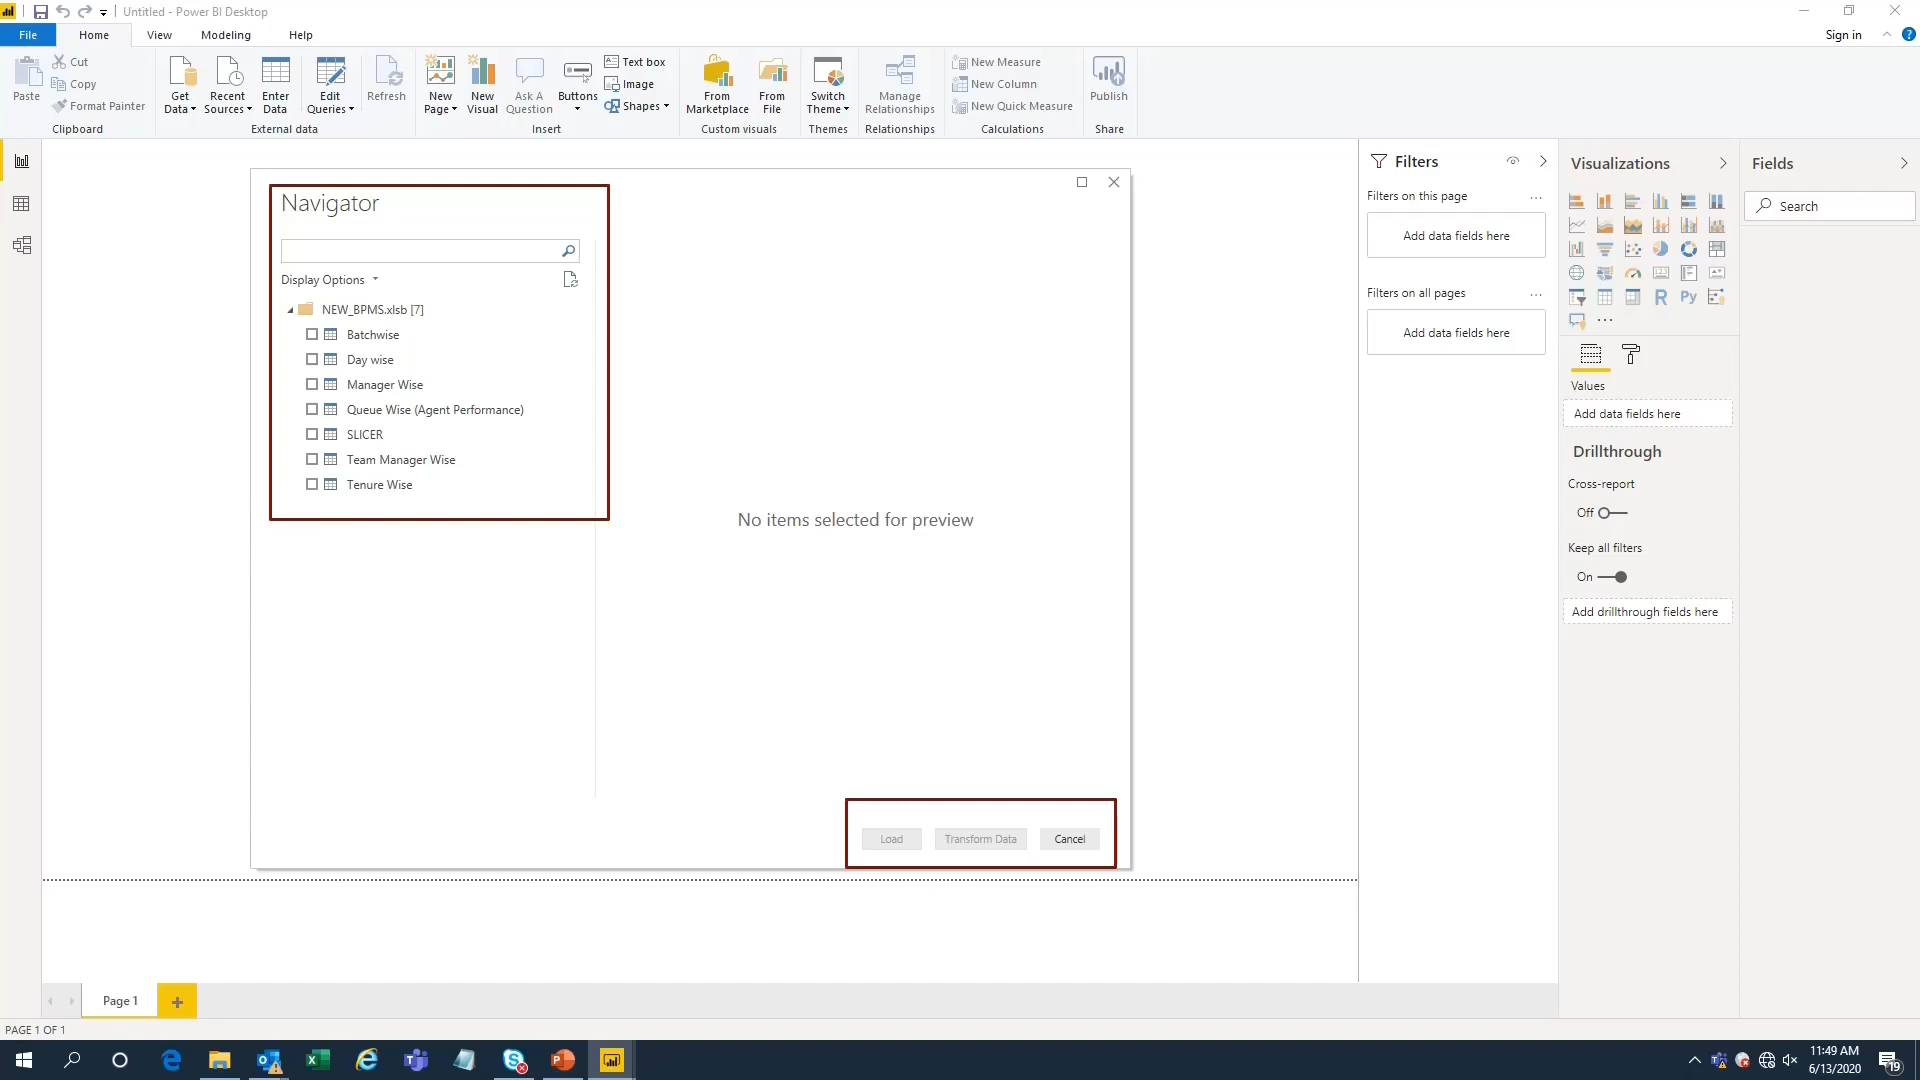 Untitled - Power BI Desktop
File
Home
View
Modeling
Help
Sign in
?
Paste
Cut
Copy
Format Painter
Clipboard
Get
Data
Recent
Sources
Enter
Data
Edit
Queries
Refresh
External data
New
Page
New
Visual
Ask A
Question
Buttons
Text box
Image
Shapes
Insert
From
Marketplace
From
File
Custom visuals
Switch
Theme
Themes
Manage
Relationships
Relationships
New Measure
New Column
New Quick Measure
Calculations
Publish
Share
Navigator
Display Options
NEW_BPMS.xlsb [7]
Batchwise
Day wise
Manager Wise
Queue Wise (Agent Performance)
SLICER
Team Manager Wise
Tenure Wise
No items selected for preview
Load
Transform Data
Cancel
Filters
Filters on this page
...
Add data fields here
Filters on all pages
...
Add data fields here
Visualizations
123
R
Py
...
Values
Add data fields here
Drillthrough
Cross-report
Off
Keep all filters
On
Add drillthrough fields here
Fields
Search
Page 1
+
PAGE 1 OF 1
11:49 AM
6/13/2020
19